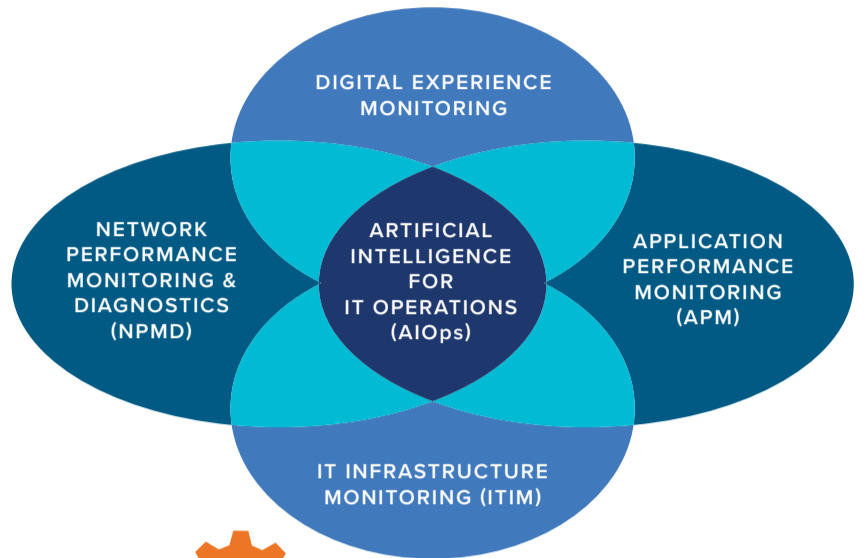 DIGITAL EXPERIENCE
MONITORING
NETWORK
PERFORMANCE
MONITORING &
DIAGNOSTICS
(NPMD)
ARTIFICIAL
INTELLIGENCE
FOR
IT OPERATIONS
(AIOps)
APPLICATION
PERFORMANCE
MONITORING
(APM)
IT INFRASTRUCTURE
MONITORING (ITIM)